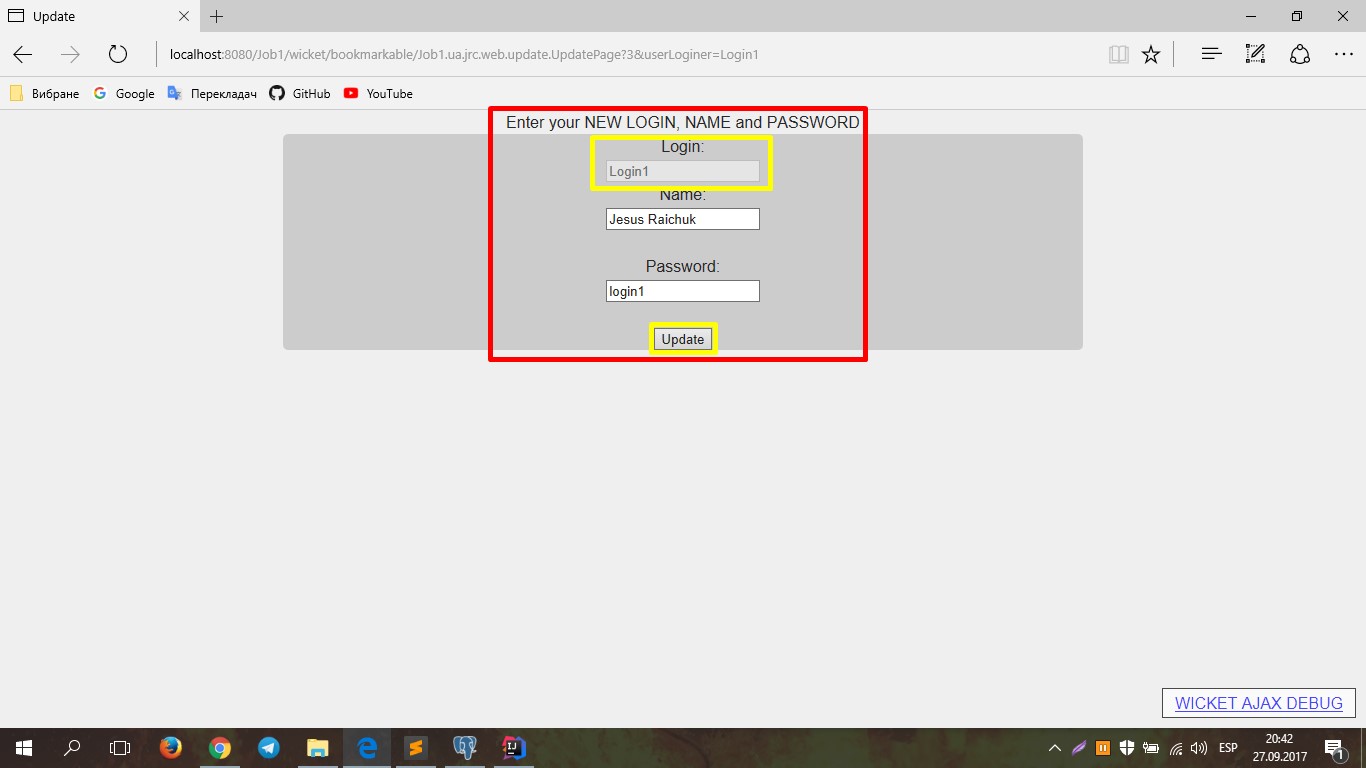 Update
localhost:8080/Job1/wicket/bookmarkable/Job1.ua.jrc.web.update.UpdatePage?3&userLoginer=Login1
Вибране Google Перекладач GitHub YouTube
Enter your NEW LOGIN, NAME and PASSWORD
Login:
Login1
Name:
Jesus Raichuk
Password:
login1
Update
WICKET AJAX DEBUG
ESP
20:42
27.09.2017
1